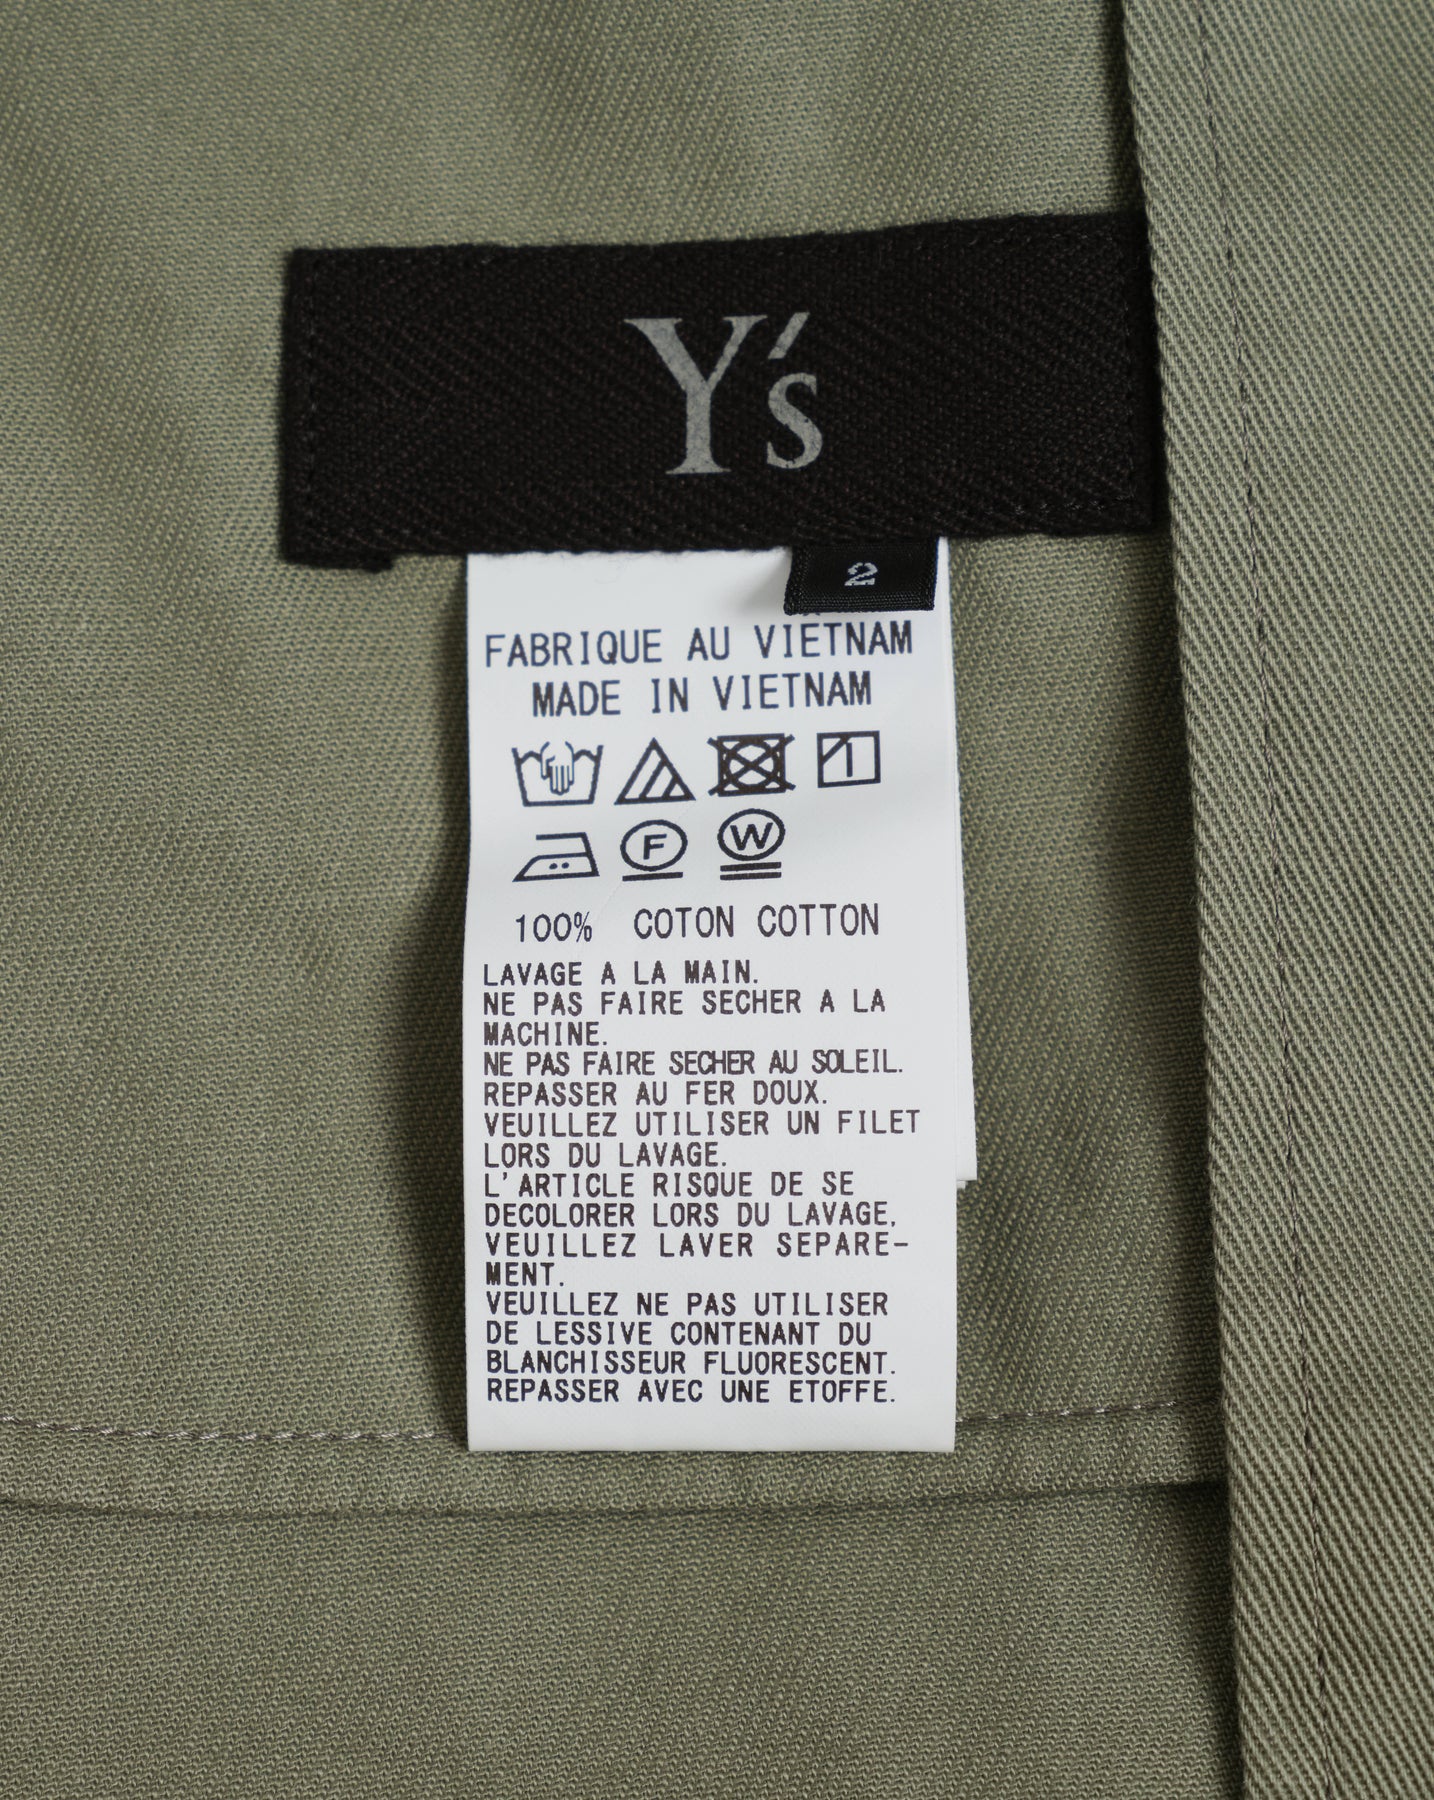 Y's
2
FABRIQUE AU VIETNAM
MADE IN VIETNAM
F
W
100% COTON COTTON
LAVAGE A LA MAIN.
NE PAS FAIRE SECHER A LA
MACHINE.
NE PAS FAIRE SECHER AU SOLEIL.
REPASSER AU FER DOUX.
VEUILLEZ UTILISER UN FILET
LORS DU LAVAGE.
L'ARTICLE RISQUE DE SE
DECOLORER LORS DU LAVAGE,
VEUILLEZ LAVER SEPARE-
MENT.
VEUILLEZ NE PAS UTILISER
DE LESSIVE CONTENANT DU
BLANCHISSEUR FLUORESCENT.
REPASSER AVEC UNE ETOFFE.